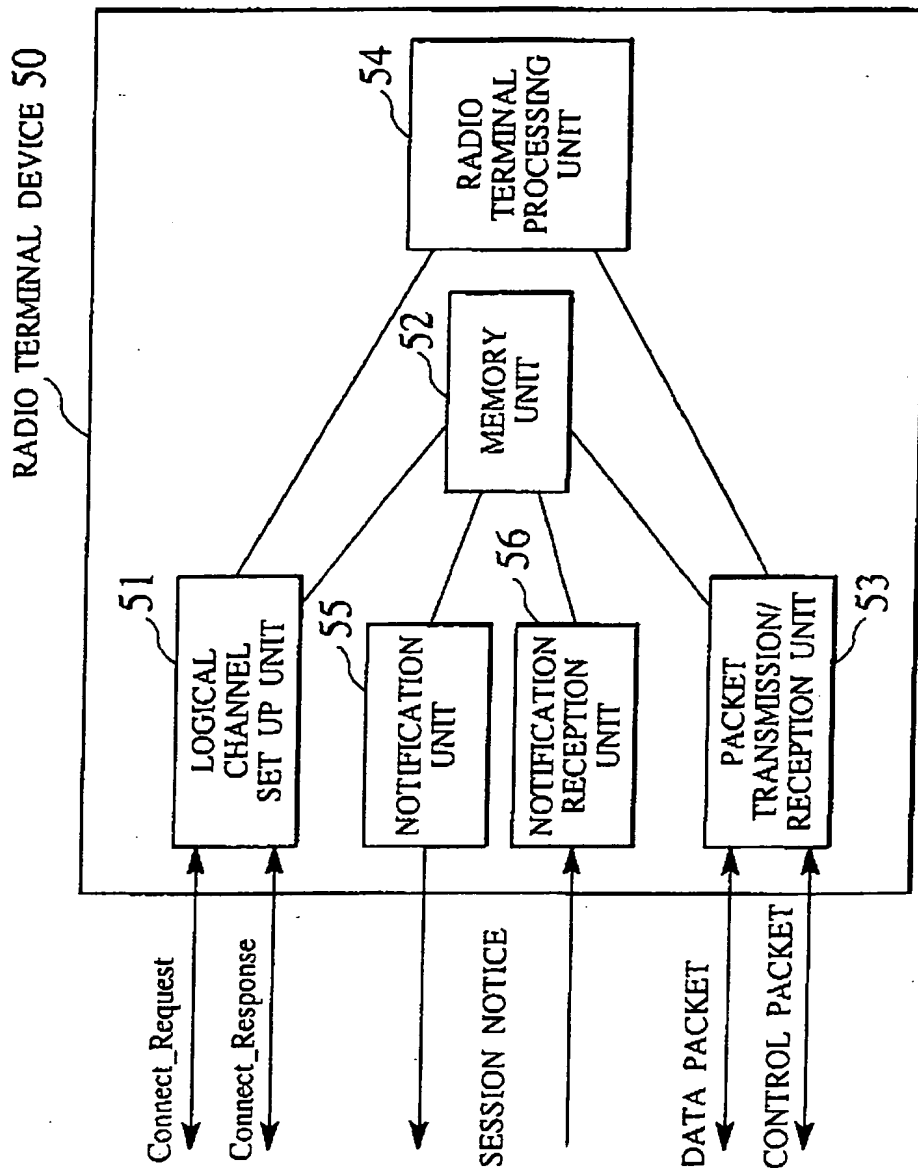 RADIO TERMINAL DEVICE 50
51
LOGICAL
CHANNEL
SET UP UNIT
Connect_Request
Connect_Response
55
NOTIFICATION
UNIT
SESSION NOTICE
56
NOTIFICATION
RECEPTION
UNIT
52
MEMORY
UNIT
54
RADIO
TERMINAL
PROCESSING
UNIT
PACKET
TRANSMISSION/
RECEPTION UNIT
53
DATA PACKET
CONTROL PACKET